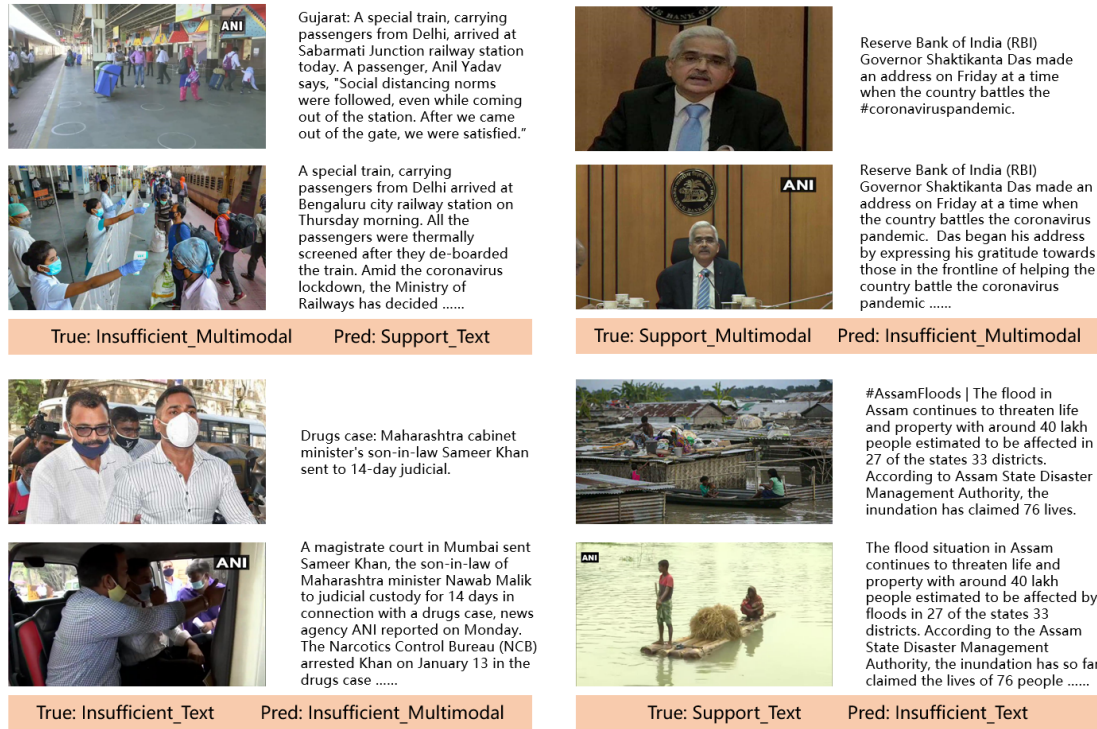 ANI
Gujarat: A special train, carrying
passengers from Delhi, arrived at
Sabarmati Junction railway station
today. A passenger, Anil Yadav
says, "Social distancing norms
were followed, even while coming
out of the station. After we came
out of the gate, we were satisfied.”
A special train, carrying
passengers from Delhi arrived at
Bengaluru city railway station on
Thursday morning. All the
passengers were thermally
screened after they de-boarded
the train. Amid the coronavirus
lockdown, the Ministry of
Railways has decided ......
True: Insufficient_Multimodal Pred: Support_Text
Reserve Bank of India (RBI)
Governor Shaktikanta Das made
an address on Friday at a time
when the country battles the
#coronaviruspandemic.
ANI
Reserve Bank of India (RBI)
Governor Shaktikanta Das made an
address on Friday at a time when
the country battles the coronavirus
pandemic. Das began his address
by expressing his gratitude towards
those in the frontline of helping the
country battle the coronavirus
pandemic ......
True: Support_Multimodal Pred: Insufficient_Multimodal
Drugs case: Maharashtra cabinet
minister's son-in-law Sameer Khan
sent to 14-day judicial.
ANI
A magistrate court in Mumbai sent
Sameer Khan, the son-in-law of
Maharashtra minister Nawab Malik
to judicial custody for 14 days in
connection with a drugs case, news
agency ANI reported on Monday.
The Narcotics Control Bureau (NCB)
arrested Khan on January 13 in the
drugs case ......
True: Insufficient_Text Pred: Insufficient_Multimodal
#AssamFloods | The flood in
Assam continues to threaten life
and property with around 40 lakh
people estimated to be affected in
27 of the states 33 districts.
According to Assam State Disaster
Management Authority, the
inundation has claimed 76 lives.
ANI
The flood situation in Assam
continues to threaten life and
property with around 40 lakh
people estimated to be affected by
floods in 27 of the states 33
districts. According to the Assam
State Disaster Management
Authority, the inundation has so far
claimed the lives of 76 people ......
True: Support_Text Pred: Insufficient_Text